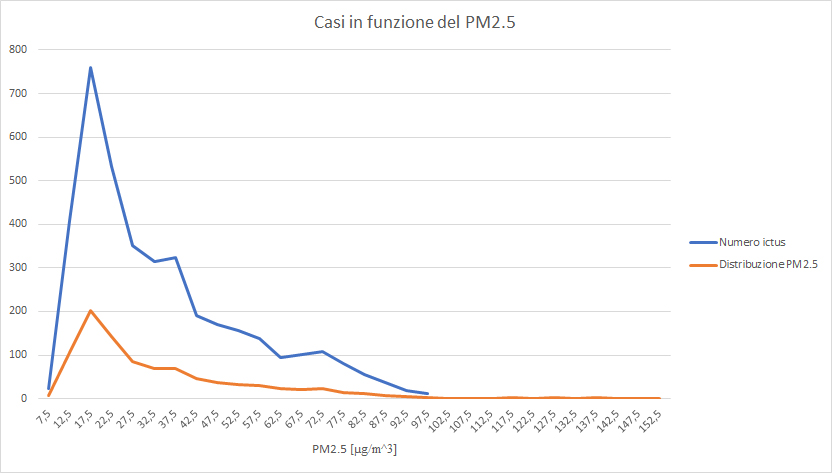 Casi in funzione del PM2.5
800
700
600
500
400
300
200
100
0
7,5 12,5 17,5 22,5 27,5 32,5 37,5 42,5 47,5 52,5 57,5 62,5 67,5 72,5 77,5 82,5 87,5 92,5 97,5 102,5 107,5 112,5 117,5 122,5 127,5 132,5 137,5 142,5 147,5 152,5
PM2.5 [µg/m^3]
Numero ictus
Distribuzione PM2.5